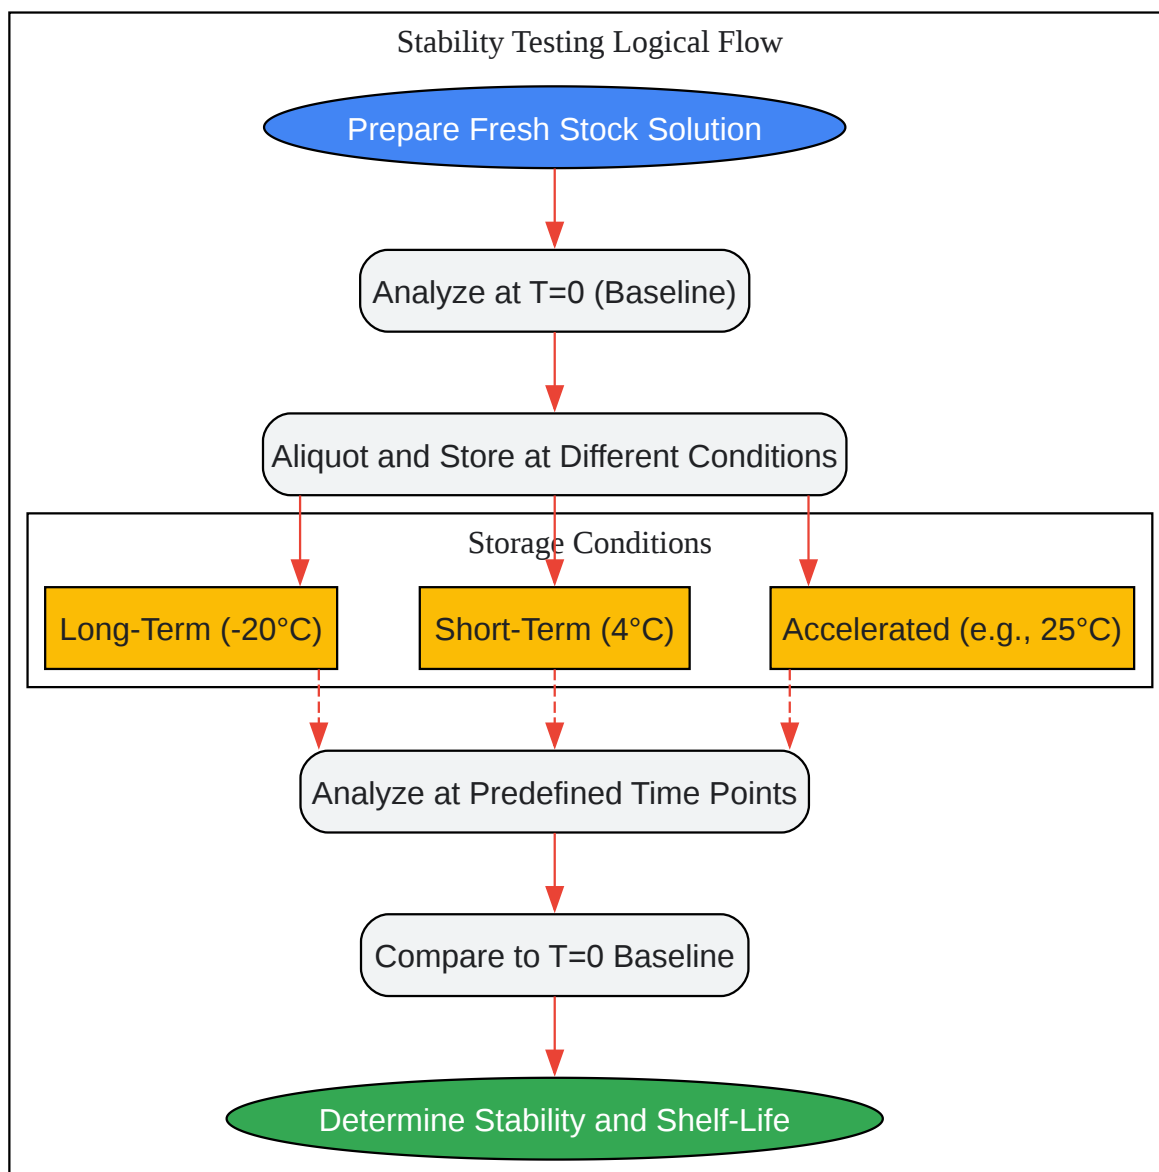 Stability Testing Logical Flow
Prepare Fresh Stock Solution
Analyze at T=0 (Baseline)
Aliquot and Store at Different Conditions
Storage Conditions
Long-Term (-20°C)
Short-Term (4°C)
Accelerated (e.g., 25°C)
Analyze at Predefined Time Points
Compare to T=0 Baseline
Determine Stability and Shelf-Life